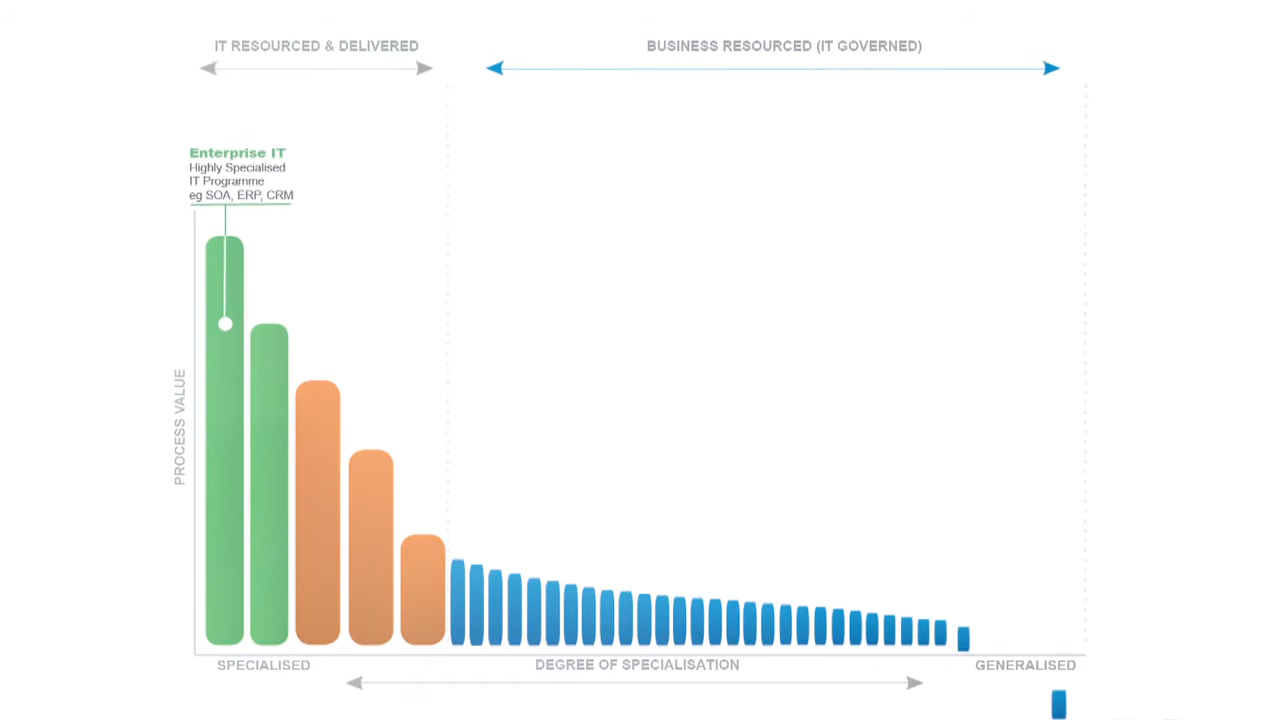 IT RESOURCED & DELIVERED
BUSINESS RESOURCED (IT GOVERNED)
Enterprise IT
Highly Specialised
IT Programme
eg SOA, ERP, CRM
PROCESS VALUE
SPECIALISED
DEGREE OF SPECIALISATION
GENERALISED